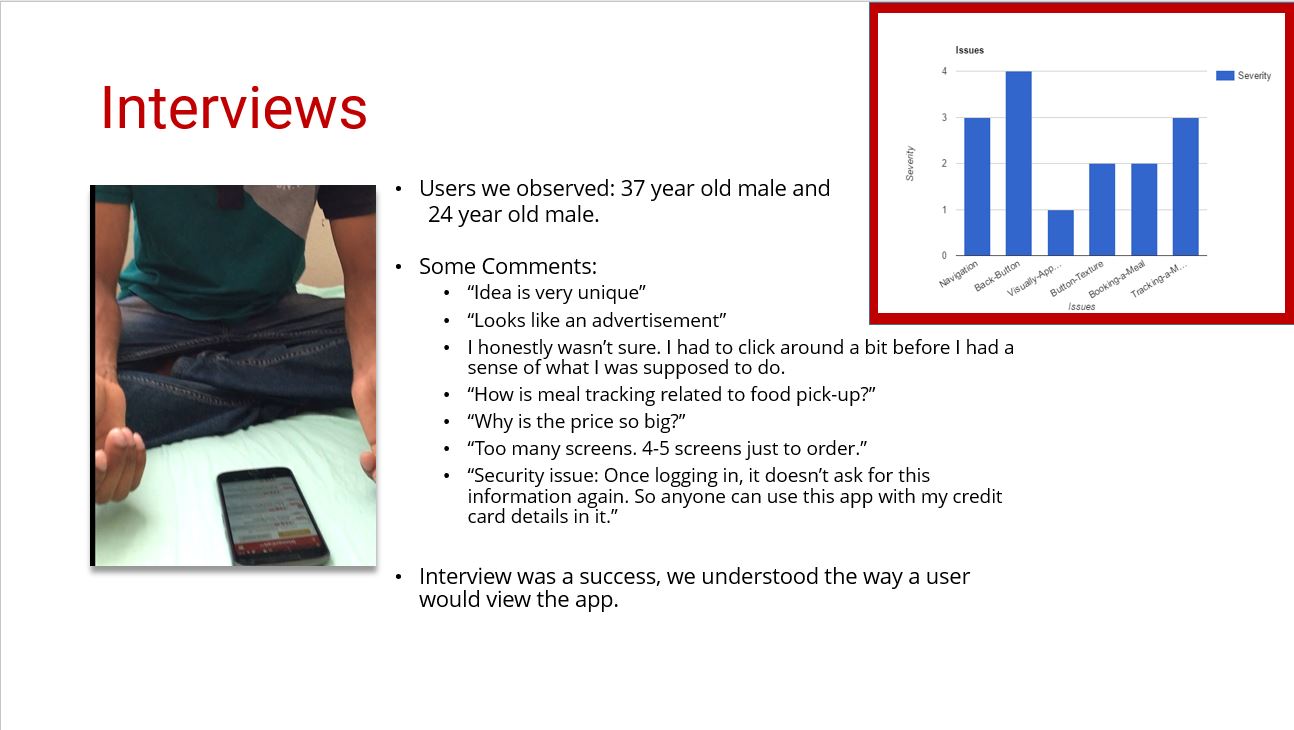 Interviews
• Users we observed: 37 year old male and
24 year old male.
• Some Comments:
• “Idea is very unique”
• “Looks like an advertisement”
• I honestly wasn’t sure. I had to click around a bit before I had a
sense of what I was supposed to do.
• “How is meal tracking related to food pick-up?”
• “Why is the price so big?”
• “Too many screens. 4-5 screens just to order.”
• “Security issue: Once logging in, it doesn’t ask for this
information again. So anyone can use this app with my credit
card details in it.”
• Interview was a success, we understood the way a user
would view the app.
Issues
Severity
4
3
2
1
0
Severity
Navigation
Back-Button
Visually-App...
Button-Texture
Booking-a-Meal
Tracking-a-M...
Issues